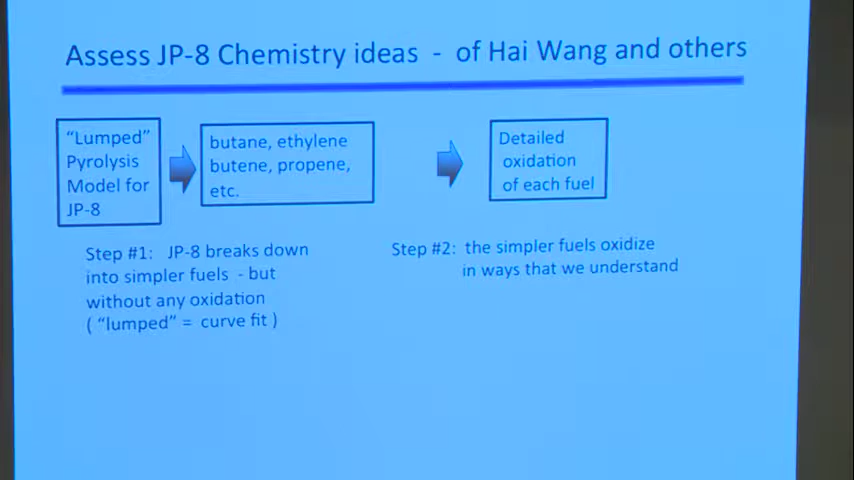 Assess JP-8 Chemistry ideas - of Hai Wang and others
"Lumped"
Pyrolysis
Model for
JP-8
butane, ethylene
butene, propene,
etc.
Detailed
oxidation
of each fuel
Step #1: JP-8 breaks down
into simpler fuels - but
without any oxidation
( "lumped" = curve fit )
Step #2: the simpler fuels oxidize
in ways that we understand